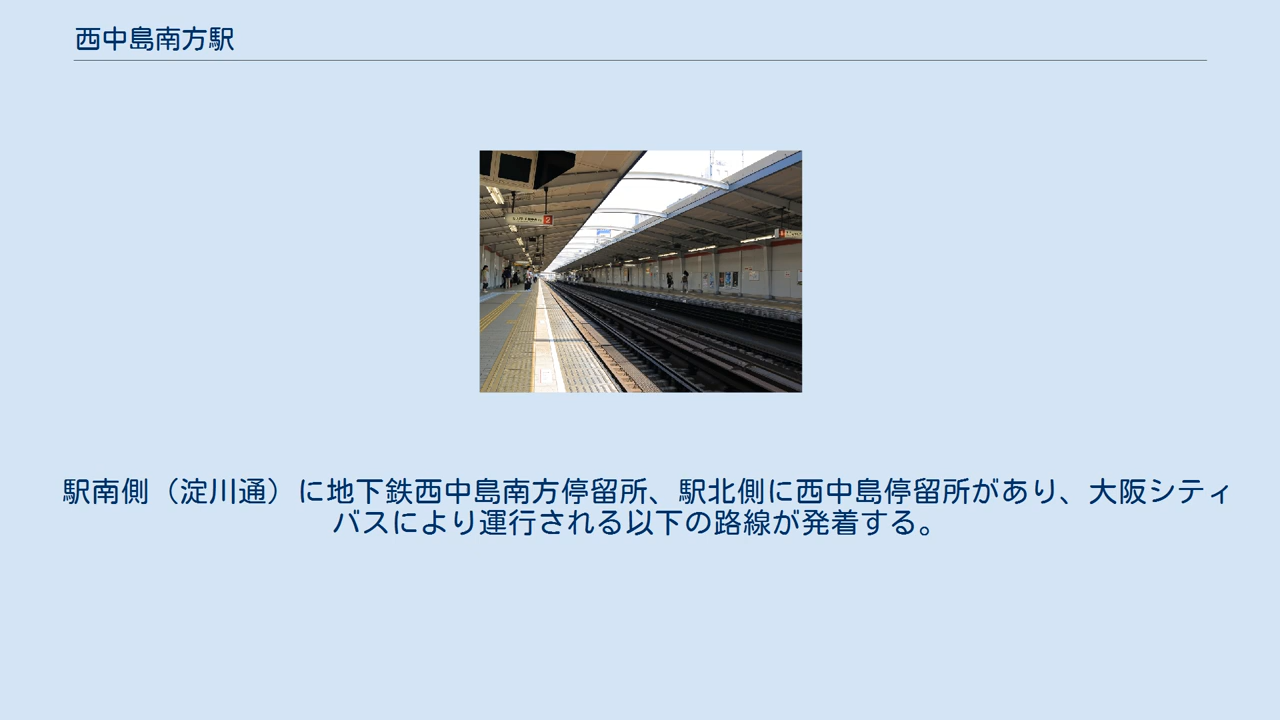 西中島南方駅
2
駅南側（淀川通）に地下鉄西中島南方停留所、駅北側に西中島停留所があり、大阪シティ
バスにより運行される以下の路線が発着する。